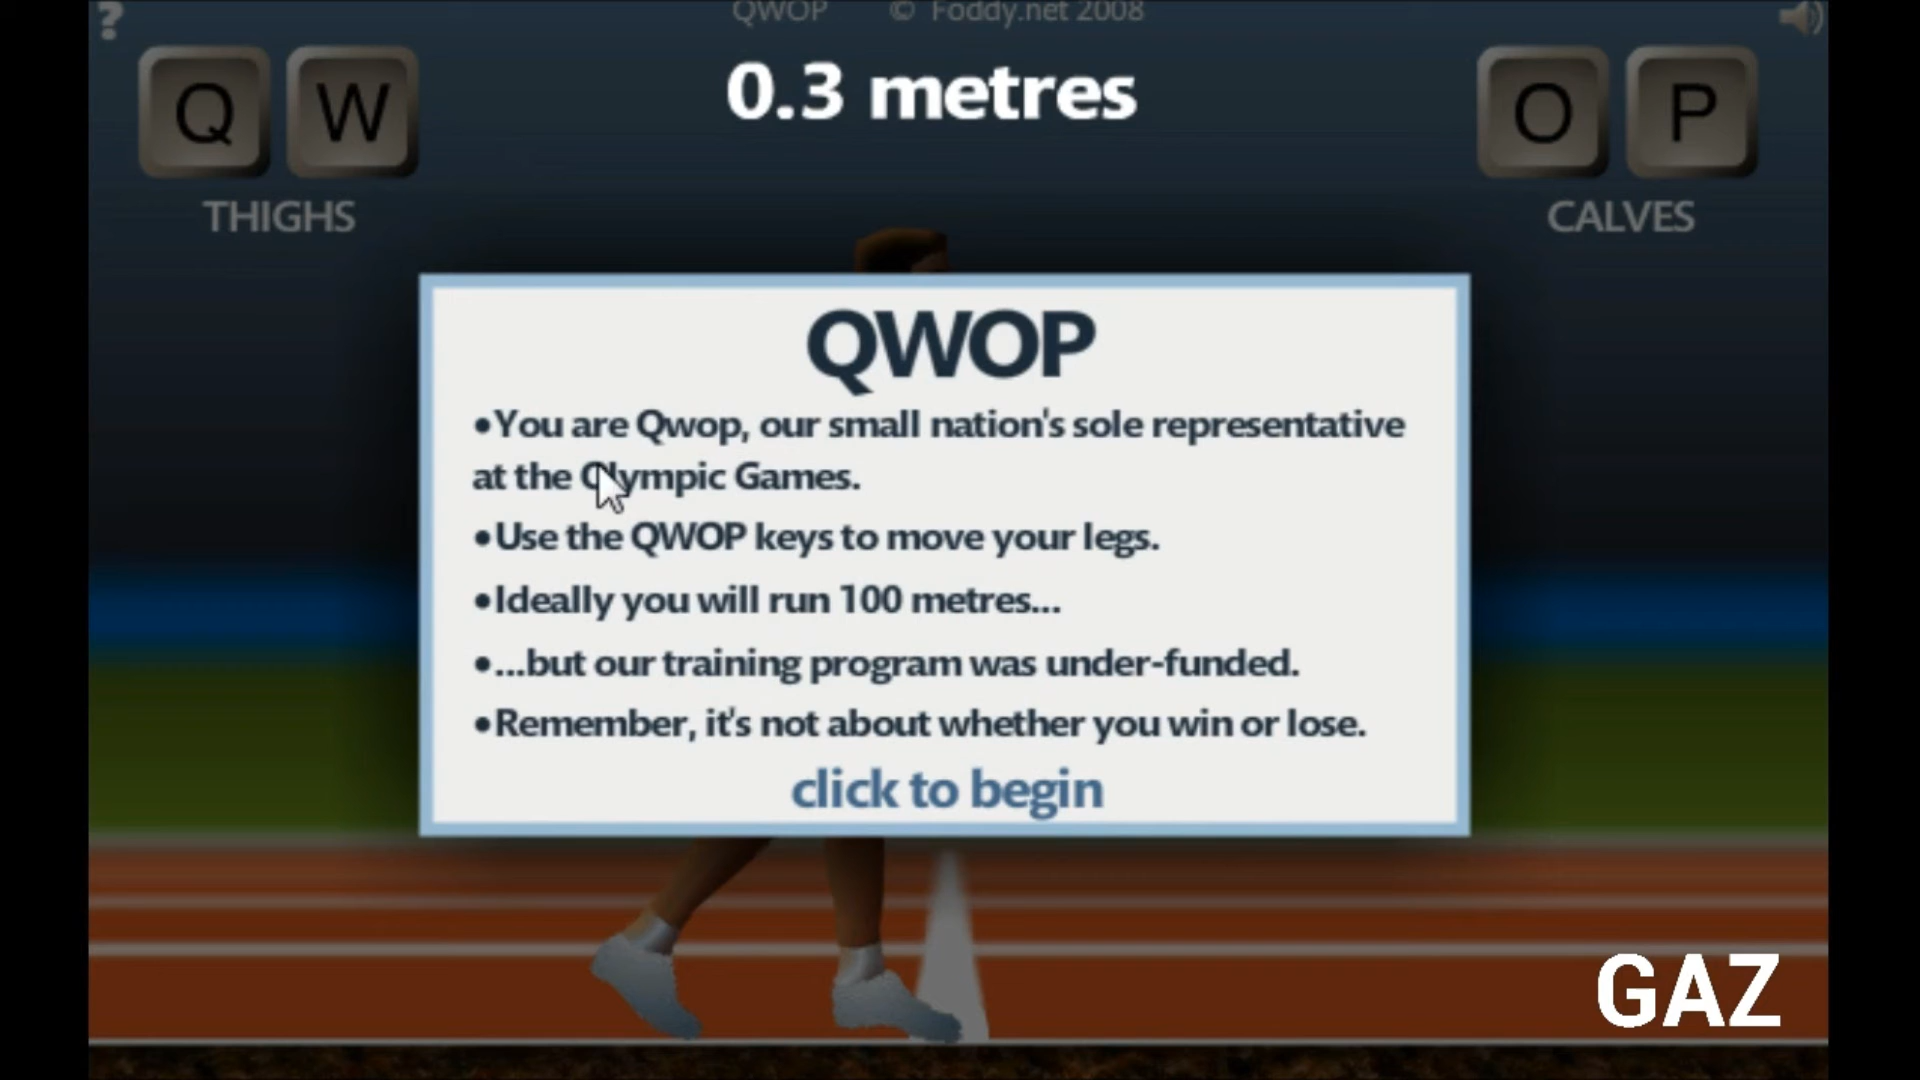 ?
QWOP © Foddy.net 2008
Q W
0.3 metres
O P
THIGHS
CALVES
QWOP
•You are Qwop, our small nation's sole representative
at the Olympic Games.
•Use the QWOP keys to move your legs.
•Ideally you will run 100 metres...
•...but our training program was under-funded.
•Remember, it's not about whether you win or lose.
click to begin
GAZ